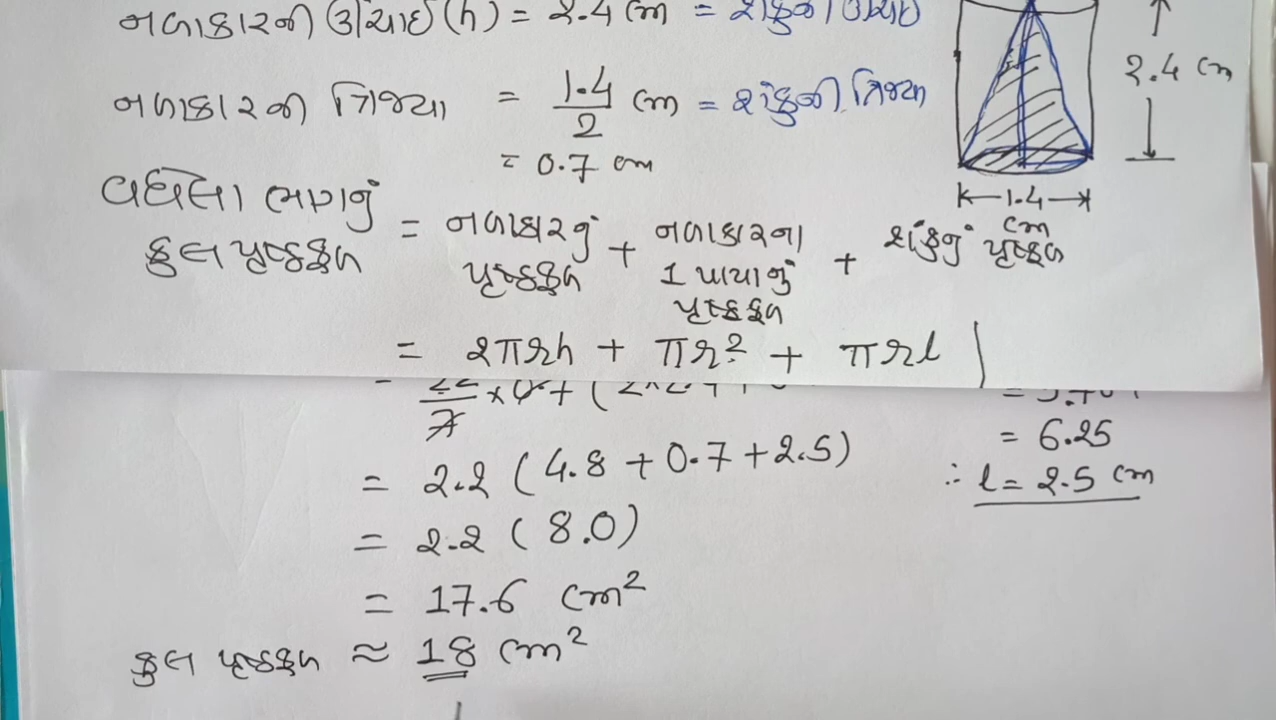 નળાકારની ઊંચાઈ (h) = 2.4 cm = શંકુની ઊંચાઈ
2.4 cm
નળાકારની ત્રિજ્યા = 1.4/2 cm = શંકુની ત્રિજ્યા
= 0.7 cm
1.4 cm
વધેલા ભાગનું કુલ પૃષ્ઠફળ = નળાકારનું પૃષ્ઠફળ + નળાકારના 1 પાયાનું પૃષ્ઠફળ + શંકુનું પૃષ્ઠફળ
= 2πrh + πr² + πrl
= 2.2 (4.8 + 0.7 + 2.5)
= 6.25
∴ l = 2.5 cm
= 2.2 (8.0)
= 17.6 cm²
કુલ પૃષ્ઠફળ ≈ 18 cm²